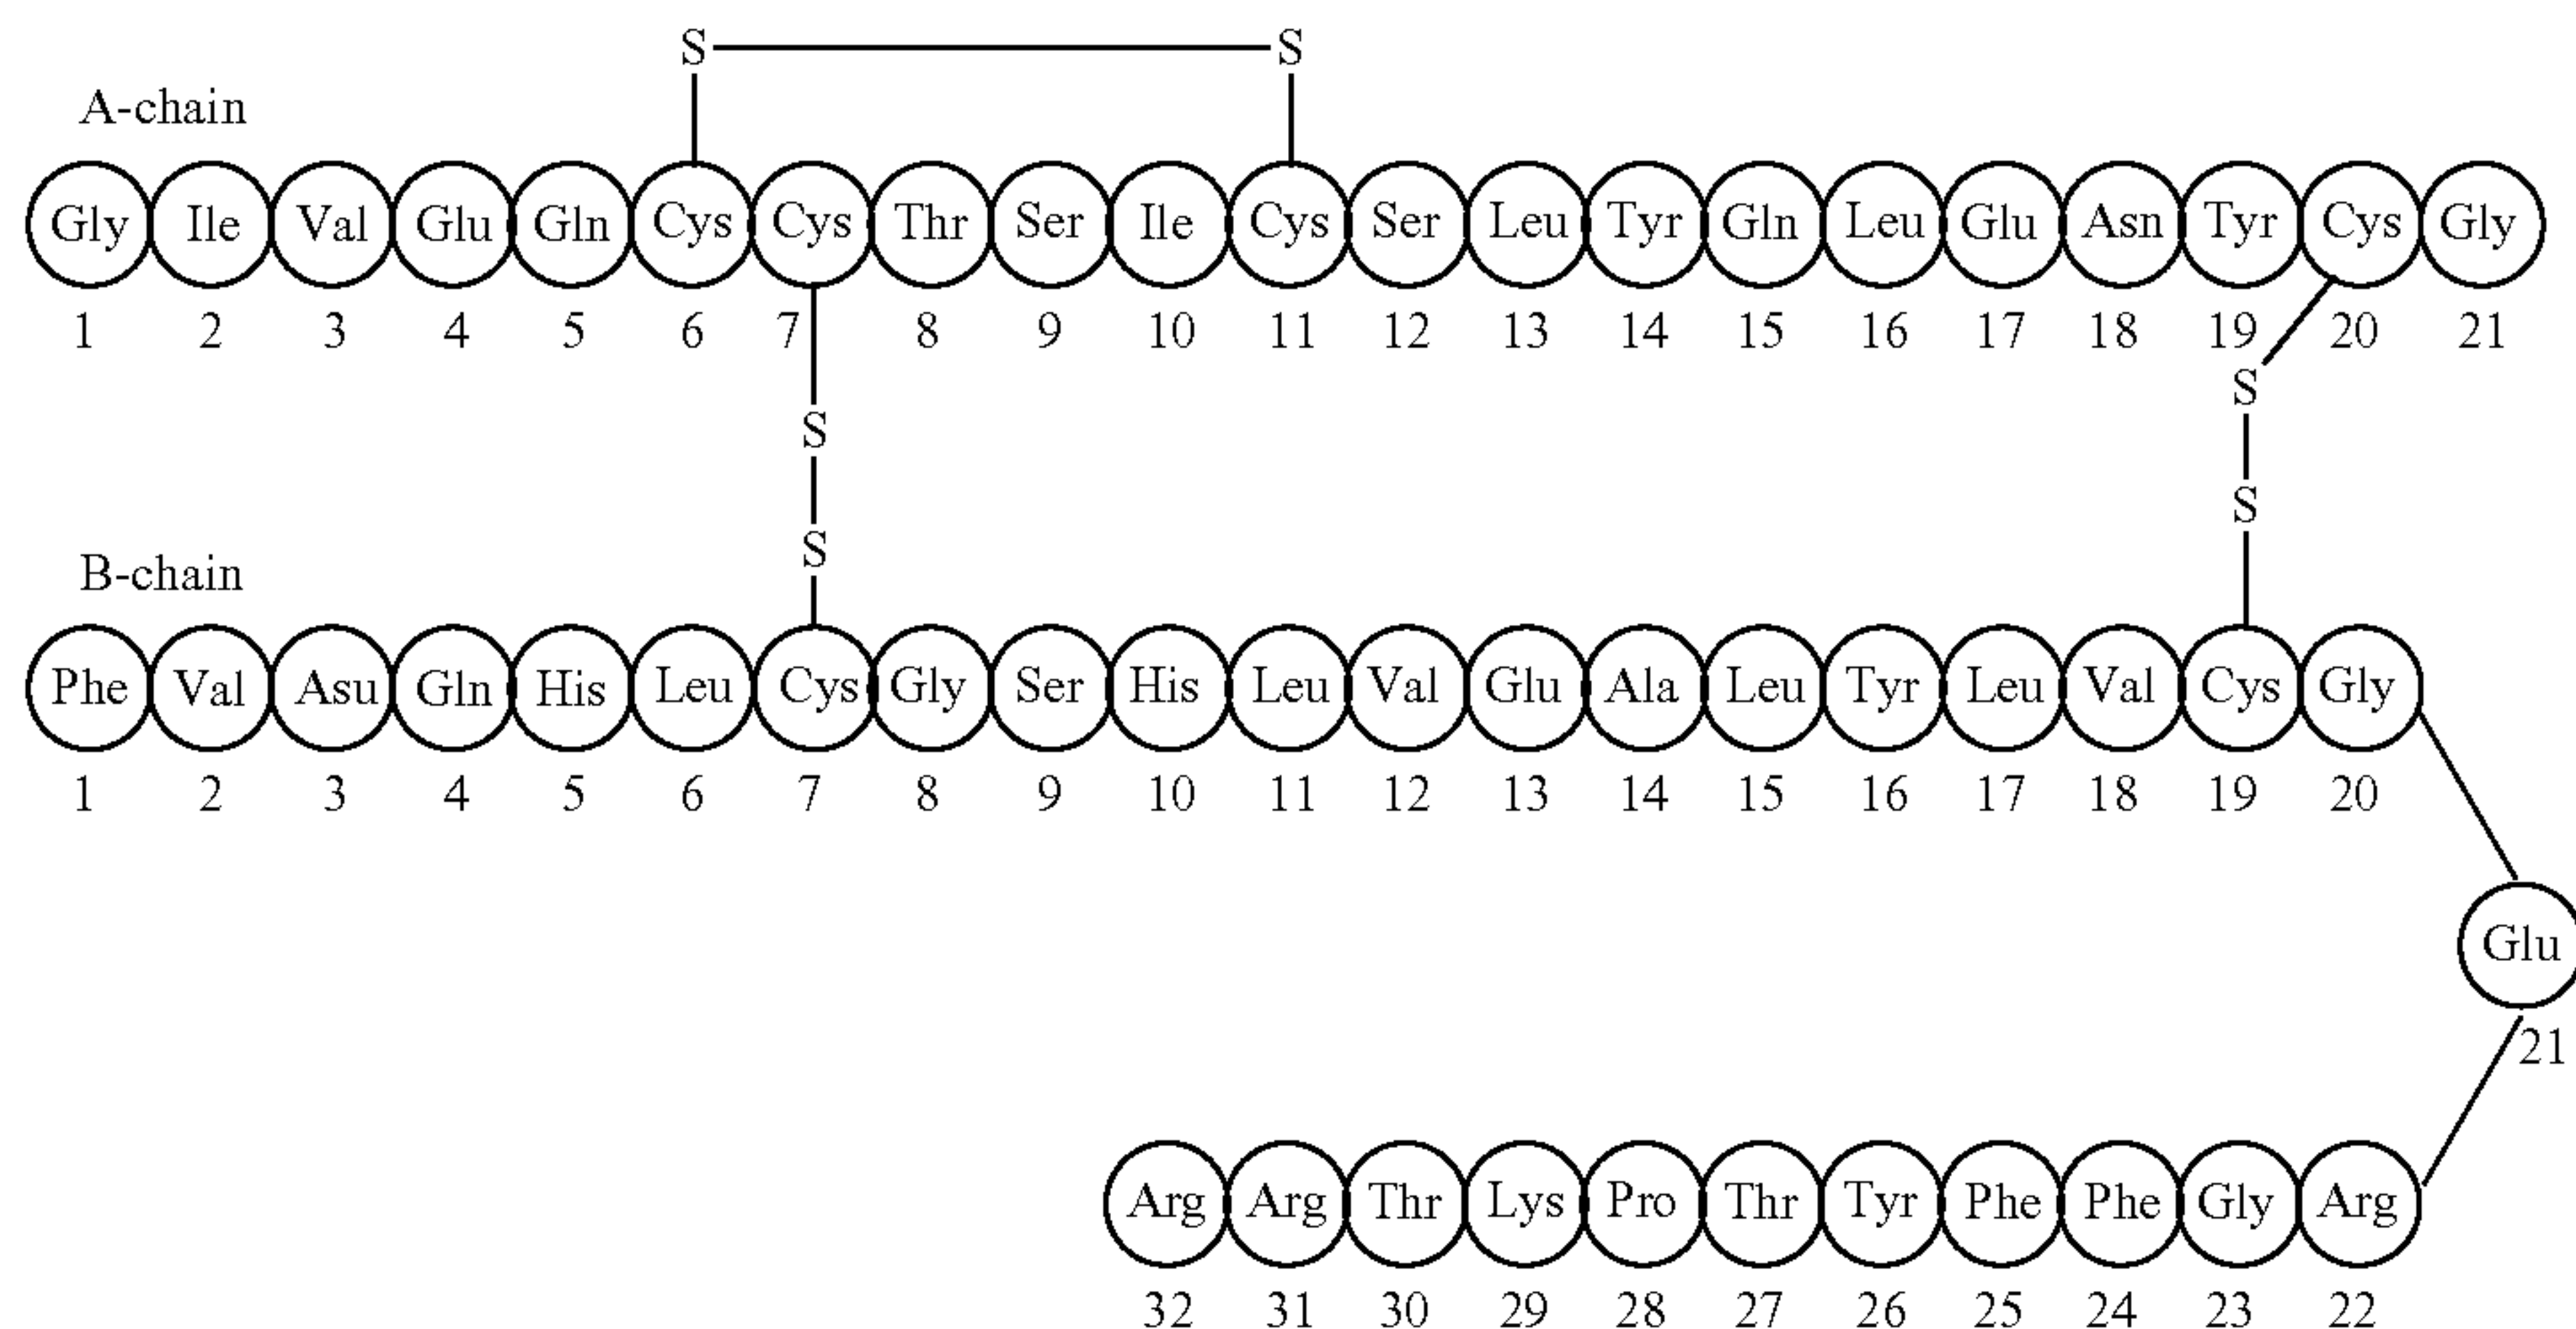 S S
A-chain
Gly Ile Val Glu Gln Cys Cys Thr Ser Ile Cys Ser Leu Tyr Gln Leu Glu Asn Tyr Cys Gly
1 2 3 4 5 6 7 8 9 10 11 12 13 14 15 16 17 18 19 20 21
S
S
S
S
B-chain
Phe Val Asu Gln His Leu Cys Gly Ser His Leu Val Glu Ala Leu Tyr Leu Val Cys Gly
1 2 3 4 5 6 7 8 9 10 11 12 13 14 15 16 17 18 19 20
Glu
21
Arg Arg Thr Lys Pro Thr Tyr Phe Phe Gly Arg
32 31 30 29 28 27 26 25 24 23 22